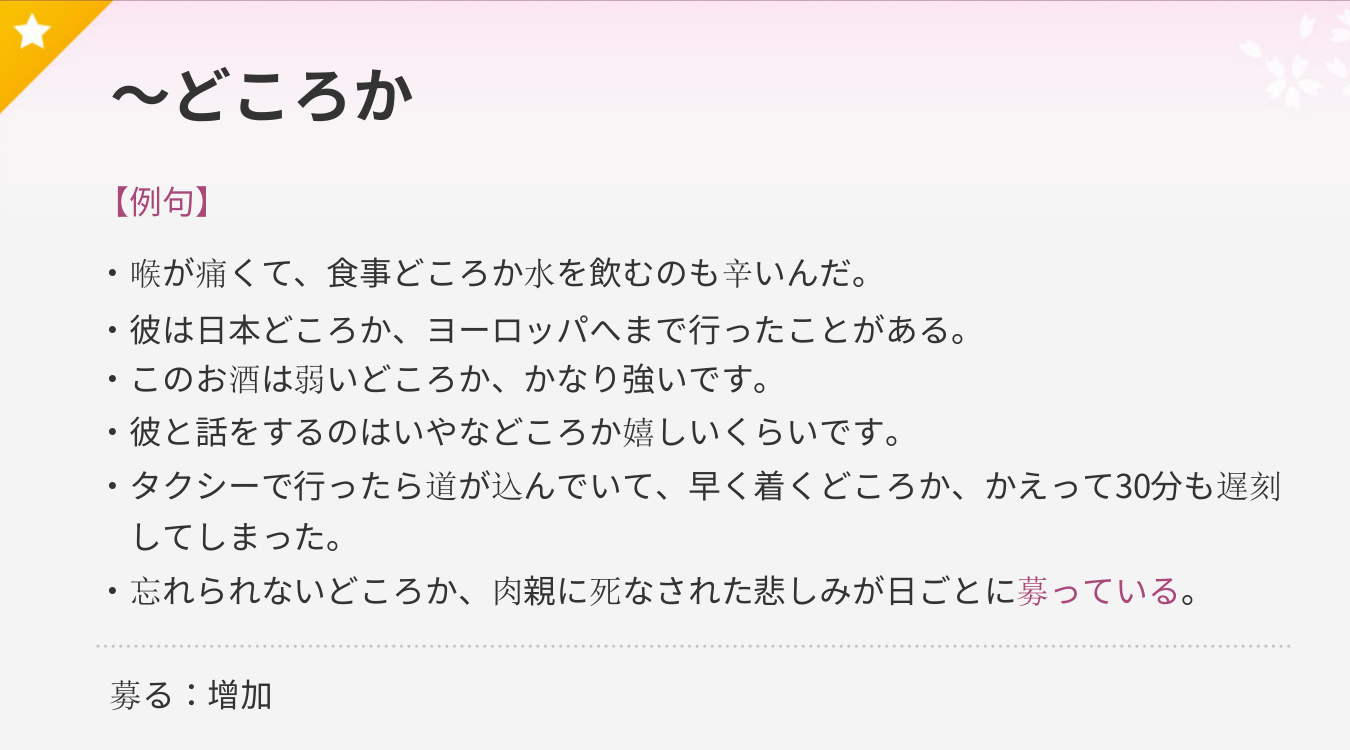 ～どころか
【例句】
・喉が痛くて、食事どころか水を飲むのも辛いんだ。
・彼は日本どころか、ヨーロッパへまで行ったことがある。
・このお酒は弱いどころか、かなり強いです。
・彼と話をするのはいやなどころか嬉しいくらいです。
・タクシーで行ったら道が込んでいて、早く着くどころか、かえって30分も遅刻
してしまった。
・忘れられないどころか、肉親に死なされた悲しみが日ごとに募っている。
募る：增加